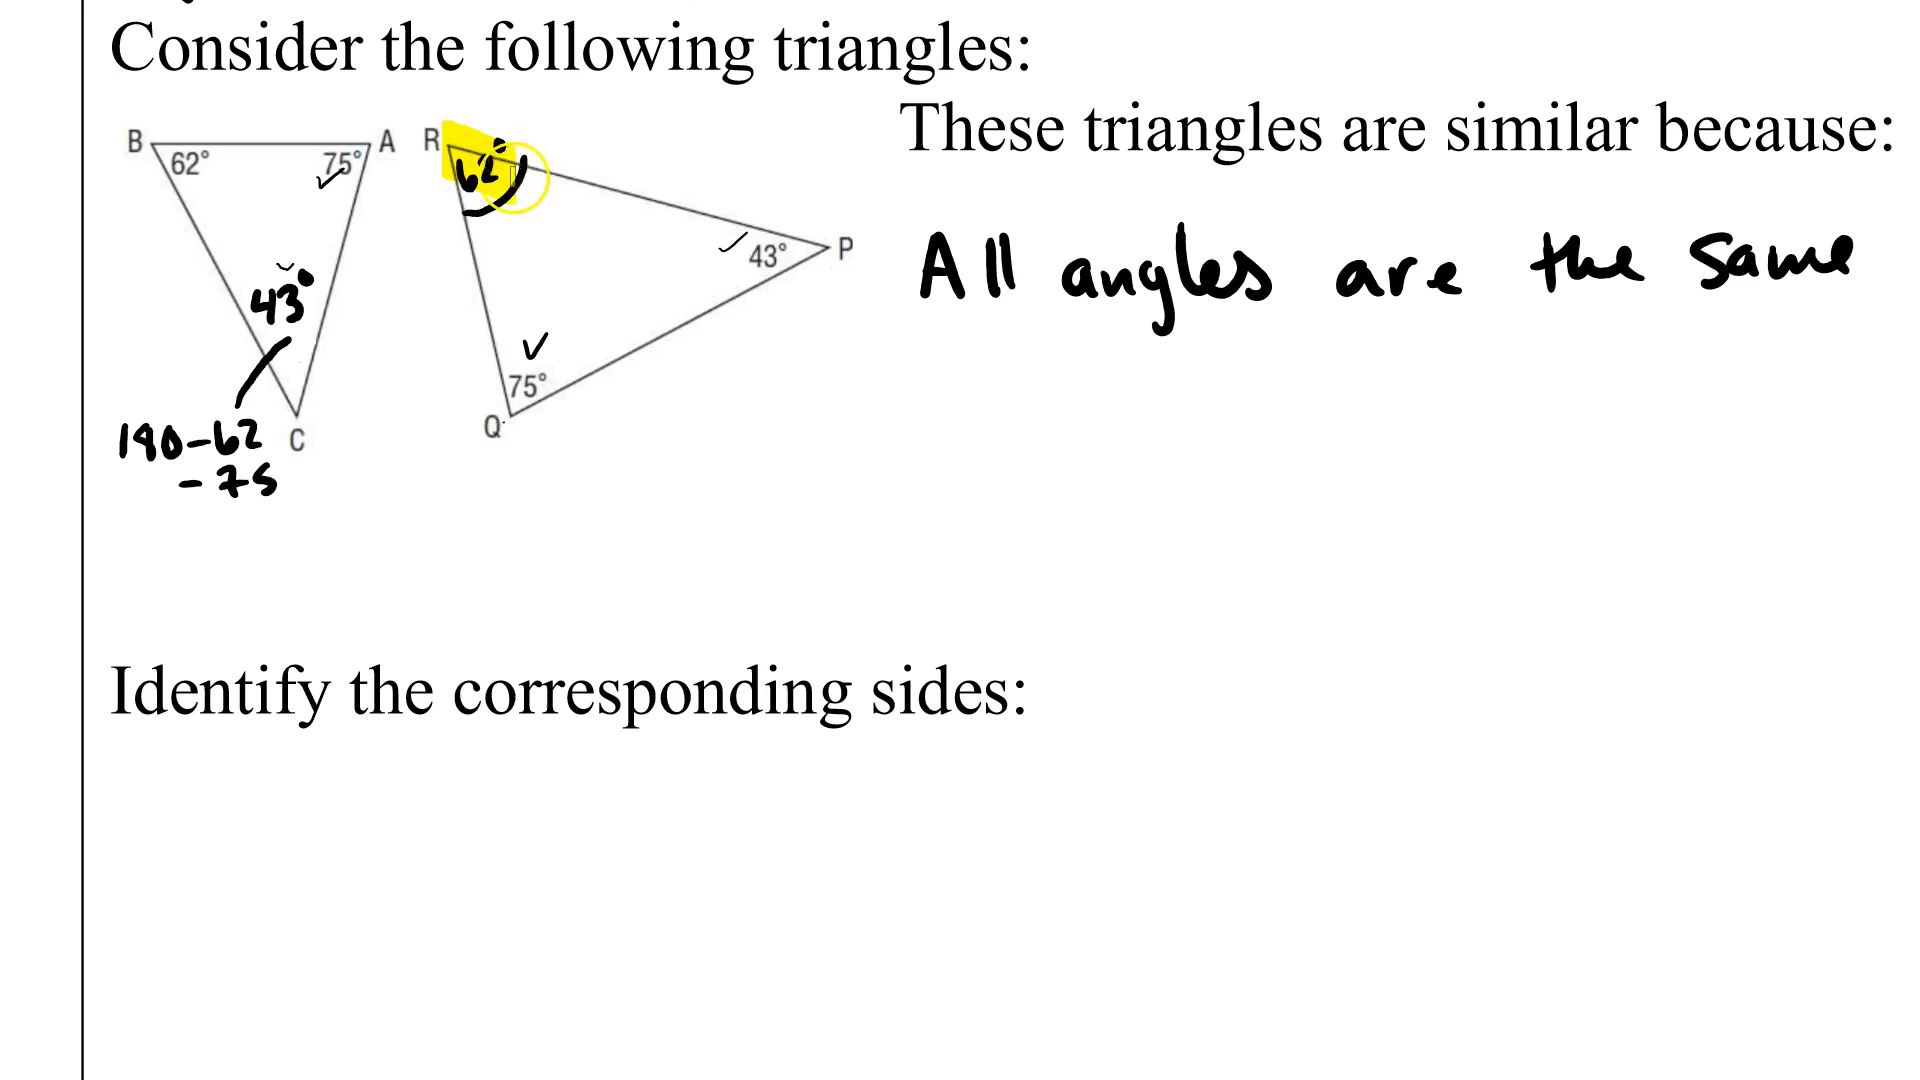 Consider the following triangles:
These triangles are similar because:
B 62° 75° A
R 62°
43° P
43°
75°
Q
C
180-62
- 75
All angles are the same
Identify the corresponding sides: